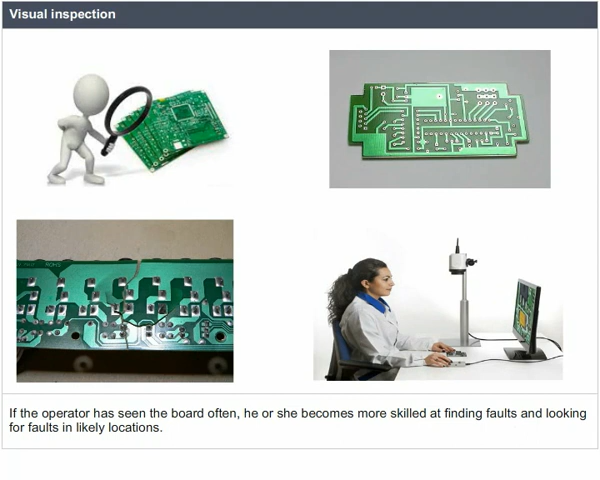 Visual inspection
If the operator has seen the board often, he or she becomes more skilled at finding faults and looking
for faults in likely locations.